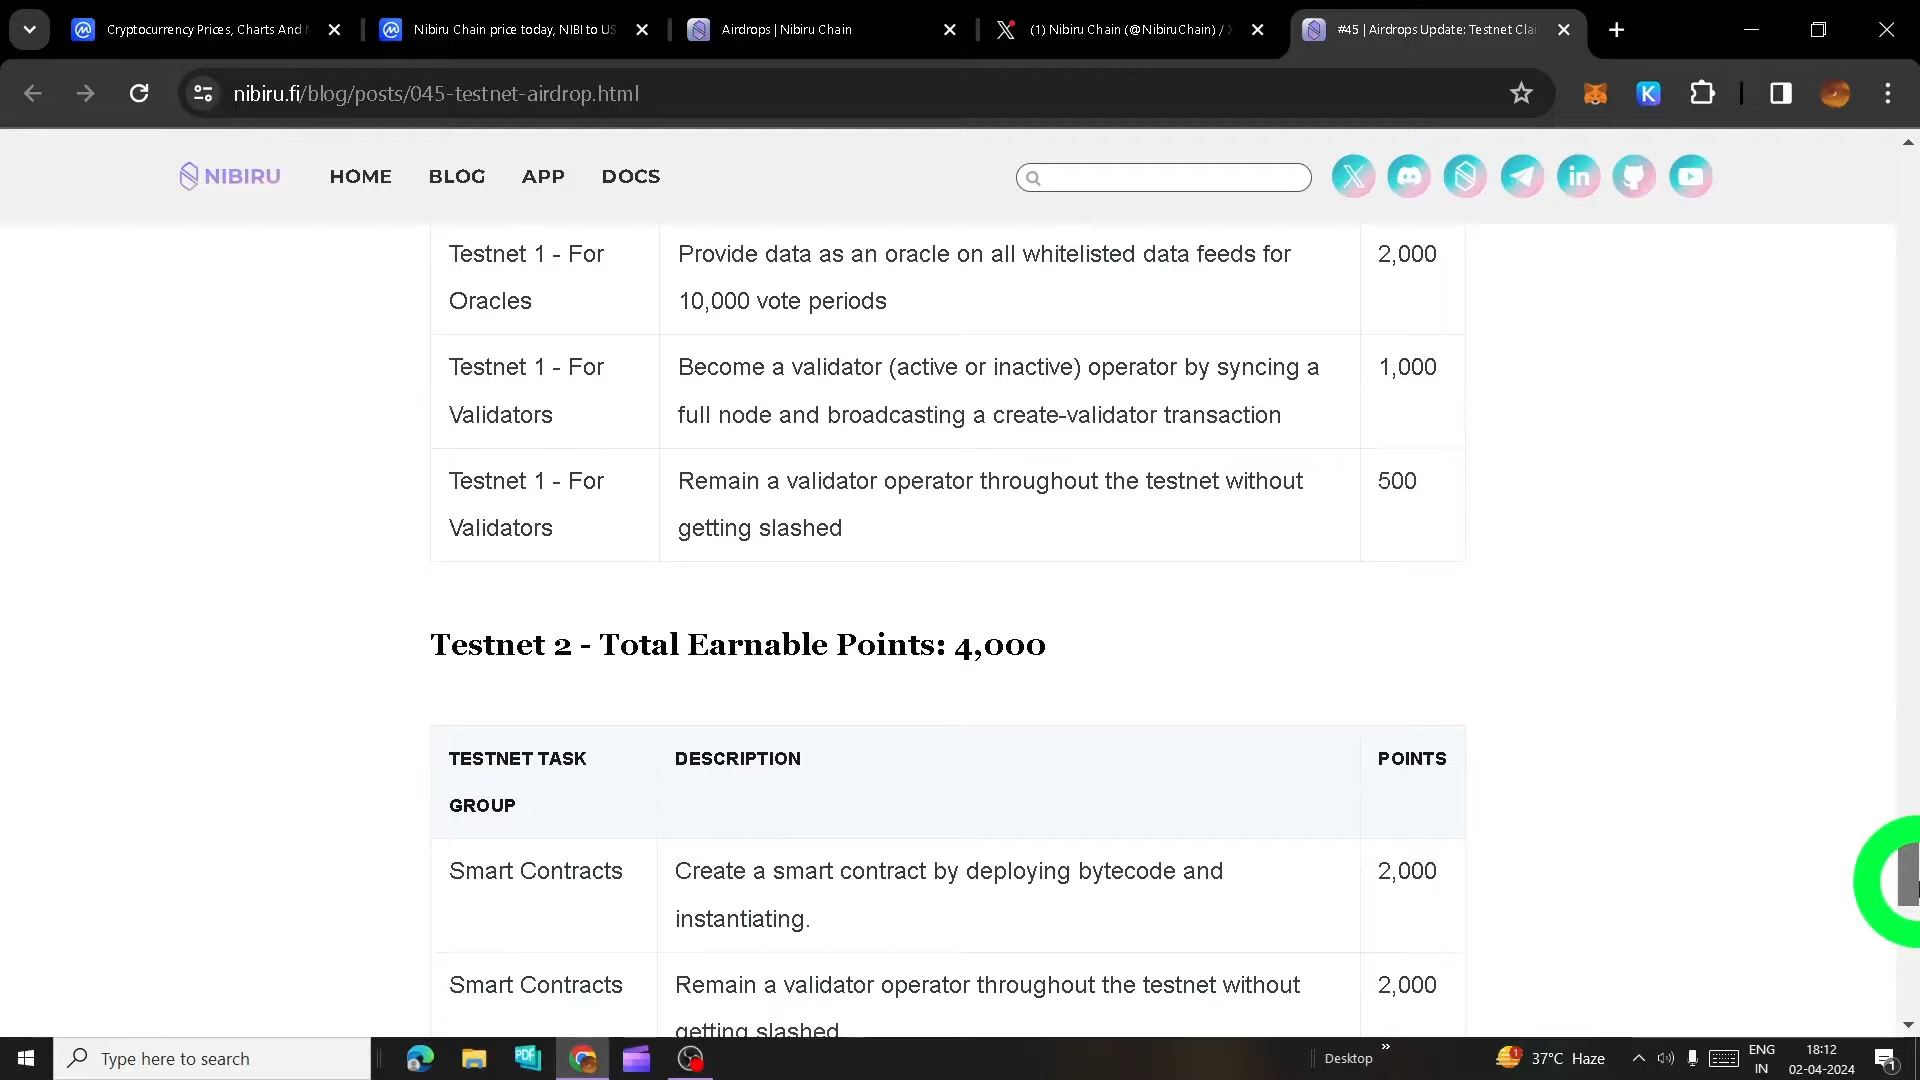 Cryptocurrency Prices, Charts And
Nibiru Chain price today, NIBI to US
Airdrops | Nibiru Chain
(1) Nibiru Chain (@NibiruChain) /
#45 | Airdrops Update: Testnet Clai
nibiru.fi/blog/posts/045-testnet-airdrop.html
K
NIBIRU
HOME
BLOG
APP
DOCS
Testnet 1 - For
Oracles
Provide data as an oracle on all whitelisted data feeds for
10,000 vote periods
2,000
Testnet 1 - For
Validators
Become a validator (active or inactive) operator by syncing a
full node and broadcasting a create-validator transaction
1,000
Testnet 1 - For
Validators
Remain a validator operator throughout the testnet without
getting slashed
500
Testnet 2 - Total Earnable Points: 4,000
TESTNET TASK
GROUP
DESCRIPTION
POINTS
Smart Contracts
Create a smart contract by deploying bytecode and
instantiating.
2,000
Smart Contracts
Remain a validator operator throughout the testnet without
getting slashed
2,000
Type here to search
Desktop
37°C Haze
ENG
IN
18:12
02-04-2024
1